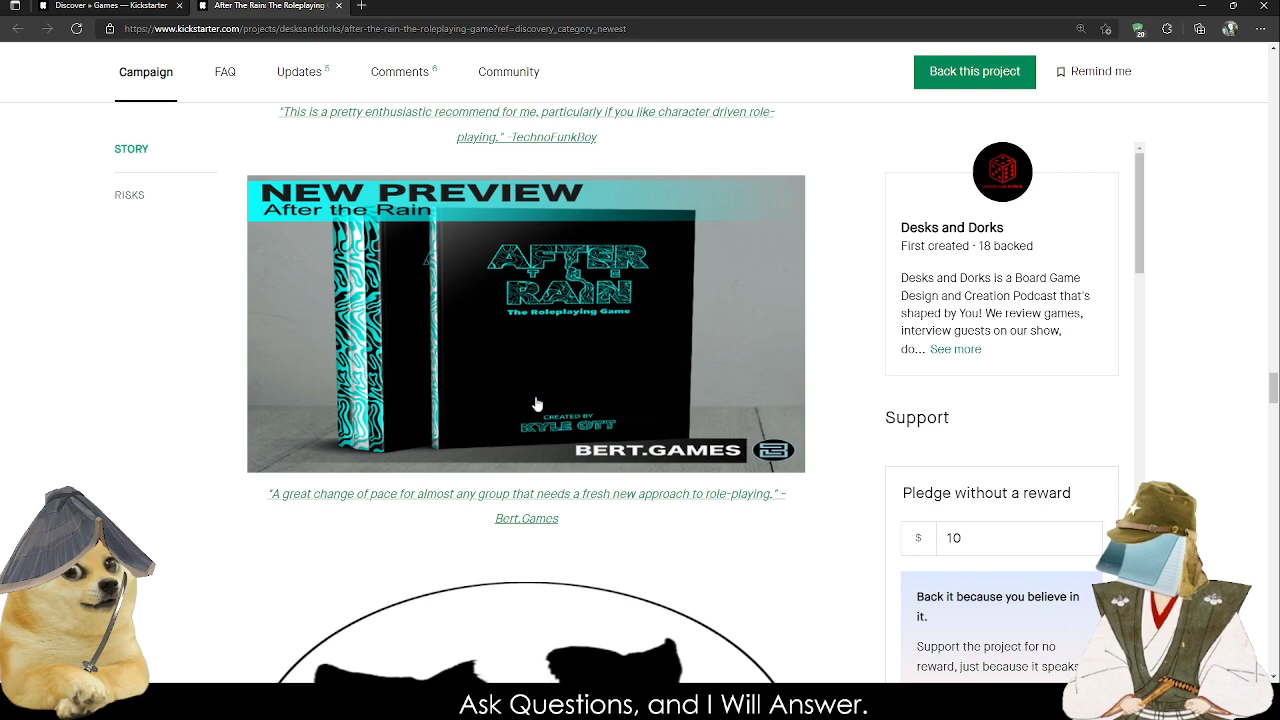 Discover » Games — Kickstarter
After The Rain: The Roleplaying
https://www.kickstarter.com/projects/desksanddorks/after-the-rain-the-roleplaying-game?ref=discovery_category_newest
Campaign
FAQ
Updates 5
Comments 6
Community
Back this project
Remind me
STORY
RISKS
"This is a pretty enthusiastic recommend for me, particularly if you like character driven role-
playing." -TechnoFunkBoy
NEW PREVIEW
After the Rain
AFTER
THE
RAIN
The Roleplaying Game
CREATED BY
KYLE OTT
BERT.GAMES
"A great change of pace for almost any group that needs a fresh new approach to role-playing." -
Bert.Games
DESKS AND DORKS
Desks and Dorks
First created · 18 backed
Desks and Dorks is a Board Game
Design and Creation Podcast that's
shaped by You! We review games,
interview guests on our show,
do... See more
Support
Pledge without a reward
$ 10
Back it because you believe in
it.
Support the project for no
reward, just because it speaks
Ask Questions, and I Will Answer.